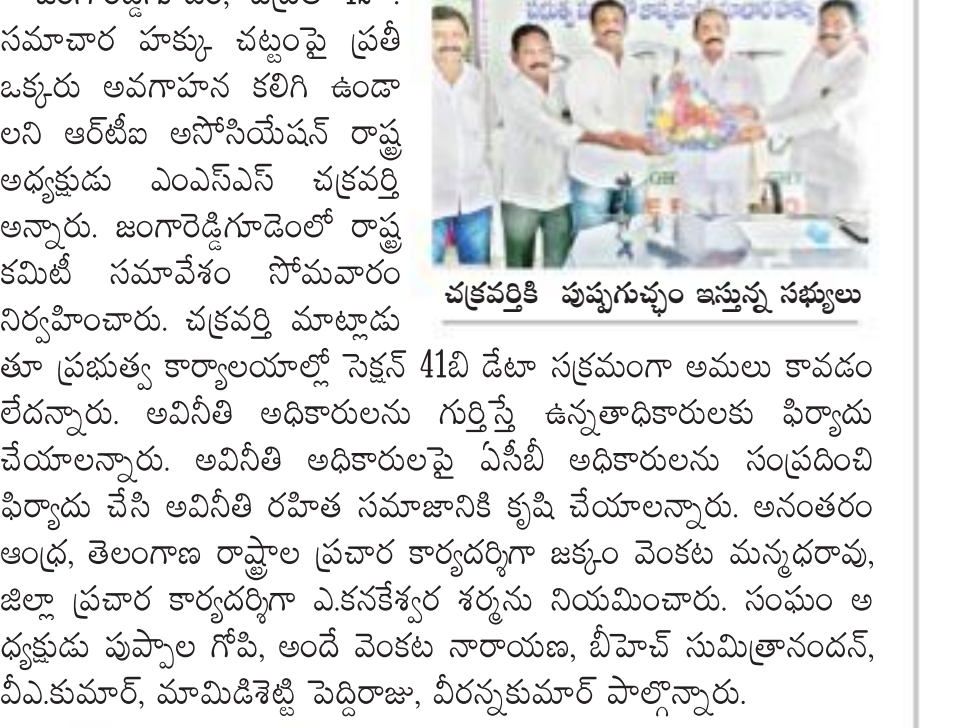 సమాచార హక్కు చట్టంపై ప్రతీ
ఒక్కరు అవగాహన కలిగి ఉండా
లని ఆర్‌టీఐ అసోసియేషన్ రాష్ట్ర
అధ్యక్షుడు ఎంఎస్ఎస్ చక్రవర్తి
అన్నారు. జంగారెడ్డిగూడెంలో రాష్ట్ర
కమిటీ సమావేశం సోమవారం
నిర్వహించారు. చక్రవర్తి మాట్లాడు
చక్రవర్తికి పుష్పగుచ్ఛం ఇస్తున్న సభ్యులు
తూ ప్రభుత్వ కార్యాలయాల్లో సెక్షన్ 41బి డేటా సక్రమంగా అమలు కావడం
లేదన్నారు. అవినీతి అధికారులను గుర్తిస్తే ఉన్నతాధికారులకు ఫిర్యాదు
చేయాలన్నారు. అవినీతి అధికారులపై ఏసీబీ అధికారులను సంప్రదించి
ఫిర్యాదు చేసి అవినీతి రహిత సమాజానికి కృషి చేయాలన్నారు. అనంతరం
ఆంధ్ర, తెలంగాణ రాష్ట్రాల ప్రచార కార్యదర్శిగా జక్కం వెంకట మన్మధరావు,
జిల్లా ప్రచార కార్యదర్శిగా ఎ.కనకేశ్వర శర్మను నియమించారు. సంఘం అ
ధ్యక్షుడు పుప్పాల గోపి, అందే వెంకట నారాయణ, బీహెచ్ సుమిత్రానందన్,
వీఎ.కుమార్, మామిడిశెట్టి పెద్దిరాజు, వీరన్నకుమార్ పాల్గొన్నారు.